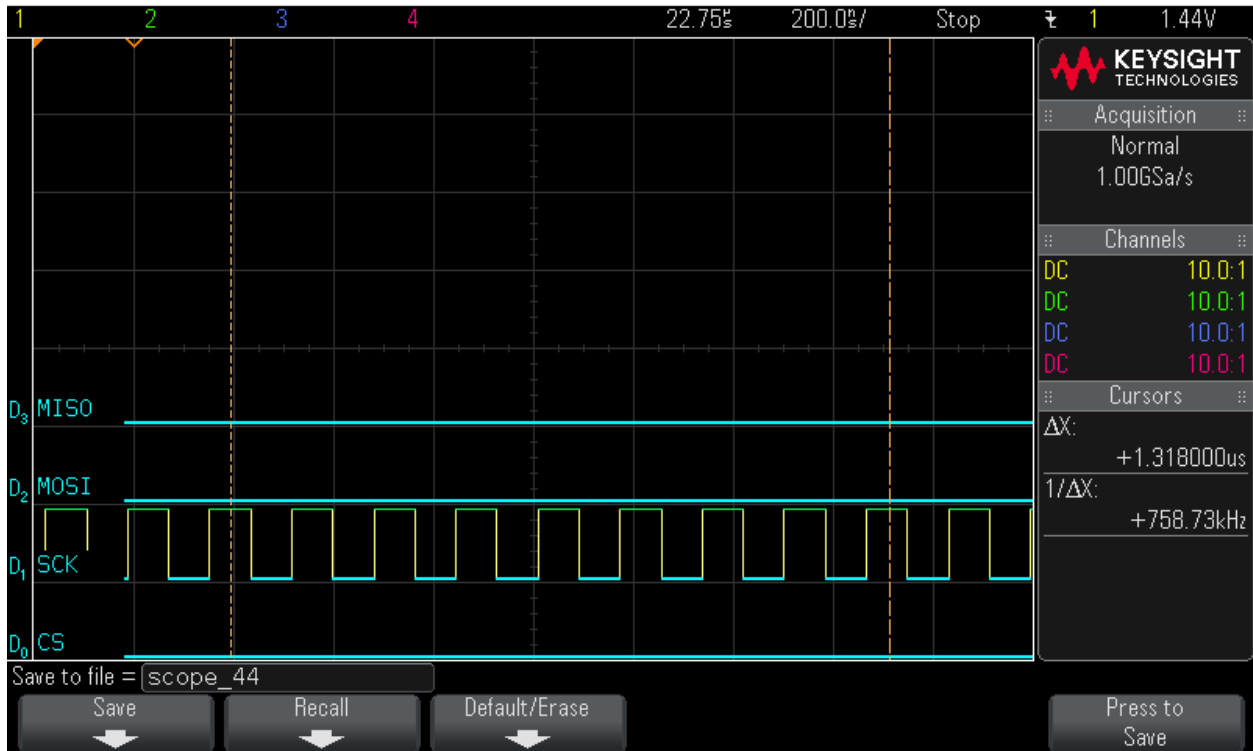 1 2 3 4 22.75µs 200.0ns/ Stop 1 1.44V
KEYSIGHT
TECHNOLOGIES
Acquisition
Normal
1.00GSa/s
Channels
DC 10.0:1
DC 10.0:1
DC 10.0:1
DC 10.0:1
Cursors
ΔX:
+1.318000us
1/ΔX:
+758.73kHz
D3 MISO
D2 MOSI
D1 SCK
D0 CS
Save to file = scope_44
Save Recall Default/Erase Press to
Save